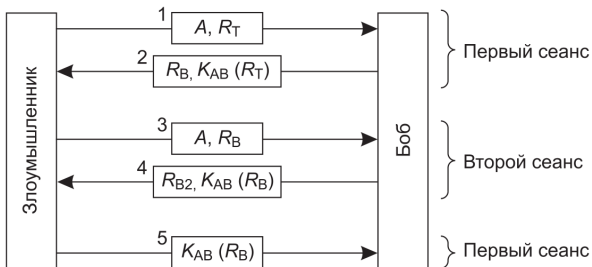 1
A, R_T
Первый сеанс
2
R_B, K_AB (R_T)
Злоумышленник
Боб
3
A, R_B
Второй сеанс
4
R_B2, K_AB (R_B)
5
K_AB (R_B)
Первый сеанс